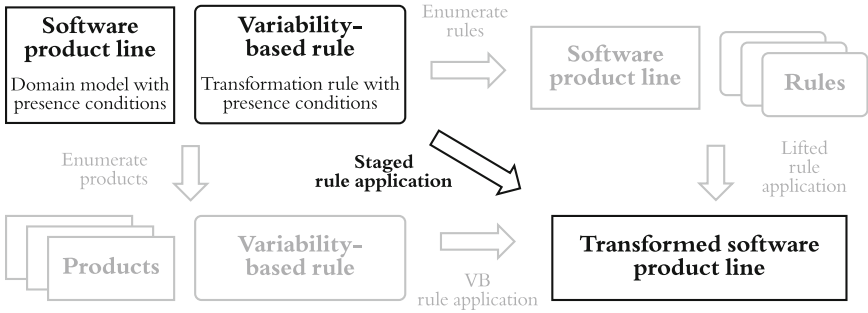 Software
product line
Domain model with
presence conditions
Variability-
based rule
Transformation rule with
presence conditions
Enumerate
rules
Software
product line
Rules
Enumerate
products
Staged
rule application
Lifted
rule
application
Products
Variability-
based rule
VB
rule application
Transformed software
product line